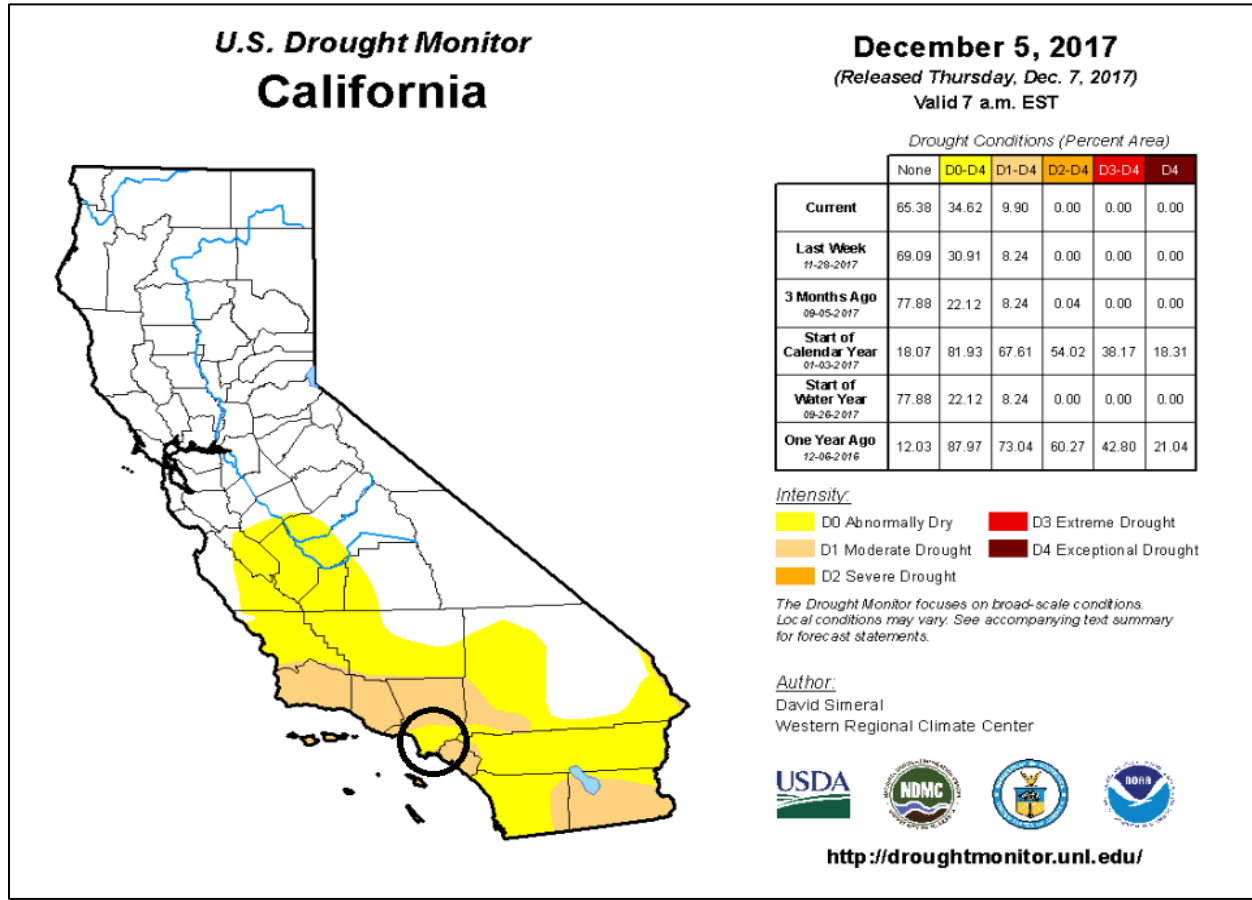 U.S. Drought Monitor
California
December 5, 2017
(Released Thursday, Dec. 7, 2017)
Valid 7 a.m. EST
Drought Conditions (Percent Area)
None D0-D4 D1-D4 D2-D4 D3-D4 D4
Current 65.38 34.62 9.90 0.00 0.00 0.00
Last Week
11-28-2017 69.09 30.91 8.24 0.00 0.00 0.00
3 Months Ago
09-05-2017 77.88 22.12 8.24 0.04 0.00 0.00
Start of
Calendar Year
01-03-2017 18.07 81.93 67.61 54.02 38.17 18.31
Start of
Water Year
09-26-2017 77.88 22.12 8.24 0.00 0.00 0.00
One Year Ago
12-06-2016 12.03 87.97 73.04 60.27 42.80 21.04
Intensity:
D0 Abnormally Dry
D1 Moderate Drought
D2 Severe Drought
D3 Extreme Drought
D4 Exceptional Drought
The Drought Monitor focuses on broad-scale conditions.
Local conditions may vary. See accompanying text summary
for forecast statements.
Author:
David Simeral
Western Regional Climate Center
USDA
NDMC
NOAA
http://droughtmonitor.unl.edu/